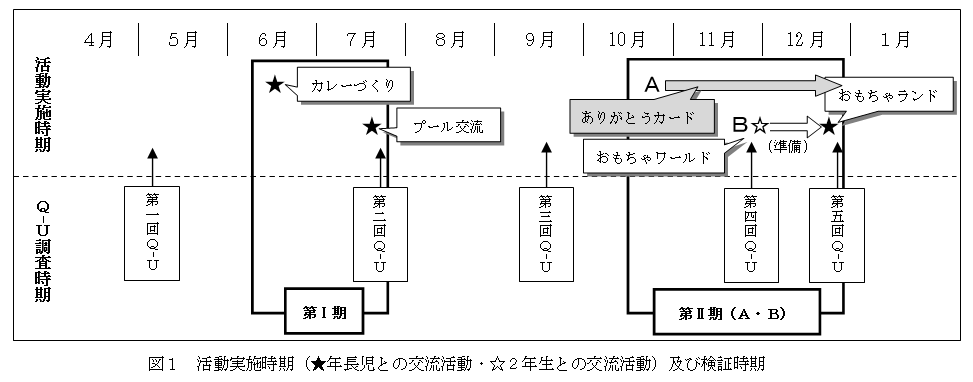 4月 5月 6月 7月 8月 9月 10月 11月 12月 1月
活動実施時期
カレーづくり
プール交流
A
ありがとうカード
おもちゃランド
B☆
(準備)
おもちゃワールド
Q-U調査時期
第一回Q-U
第二回Q-U
第三回Q-U
第四回Q-U
第五回Q-U
第Ⅰ期
第Ⅱ期(A・B)
図1 活動実施時期(★年長児との交流活動・☆2年生との交流活動)及び検証時期